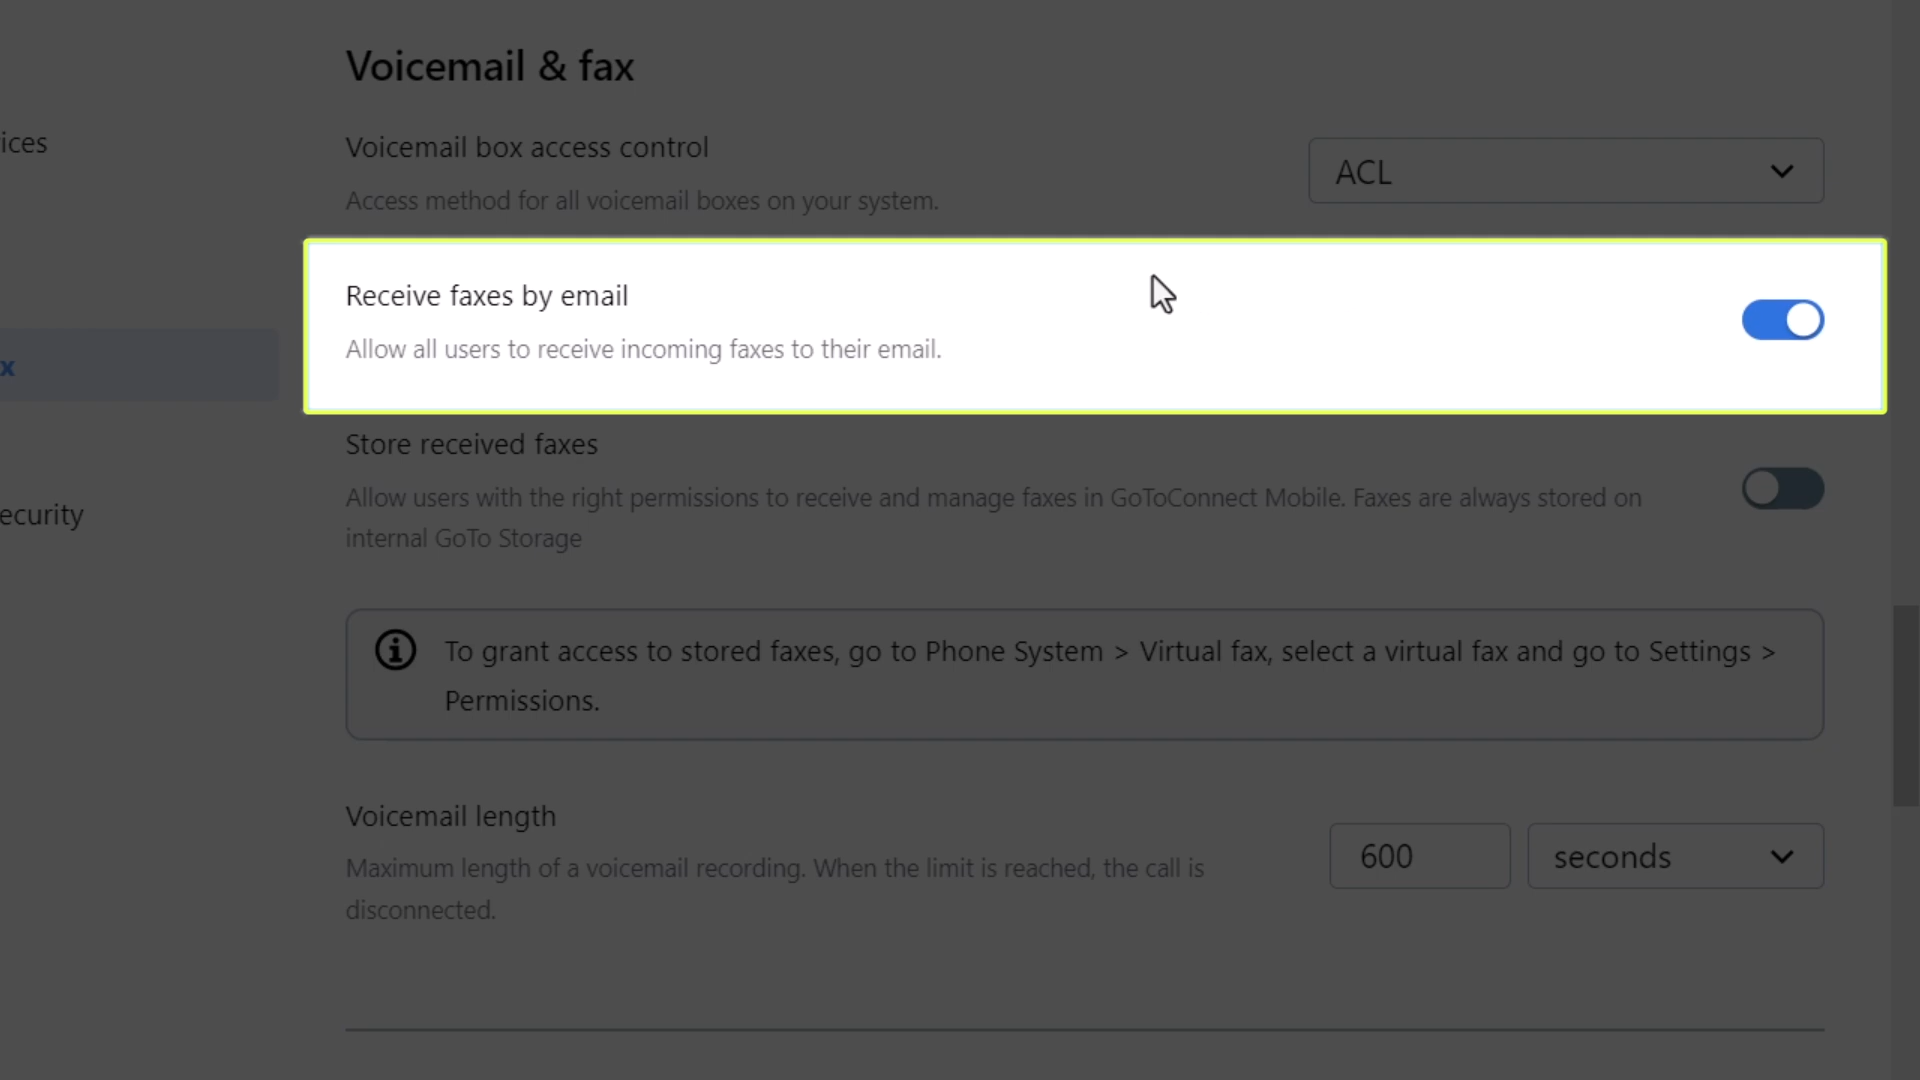 Voicemail & fax
ices
Voicemail box access control
ACL
Access method for all voicemail boxes on your system.
Receive faxes by email
Allow all users to receive incoming faxes to their email.
x
Store received faxes
Allow users with the right permissions to receive and manage faxes in GoToConnect Mobile. Faxes are always stored on
internal GoTo Storage
ecurity
To grant access to stored faxes, go to Phone System > Virtual fax, select a virtual fax and go to Settings >
Permissions.
Voicemail length
600
seconds
Maximum length of a voicemail recording. When the limit is reached, the call is
disconnected.